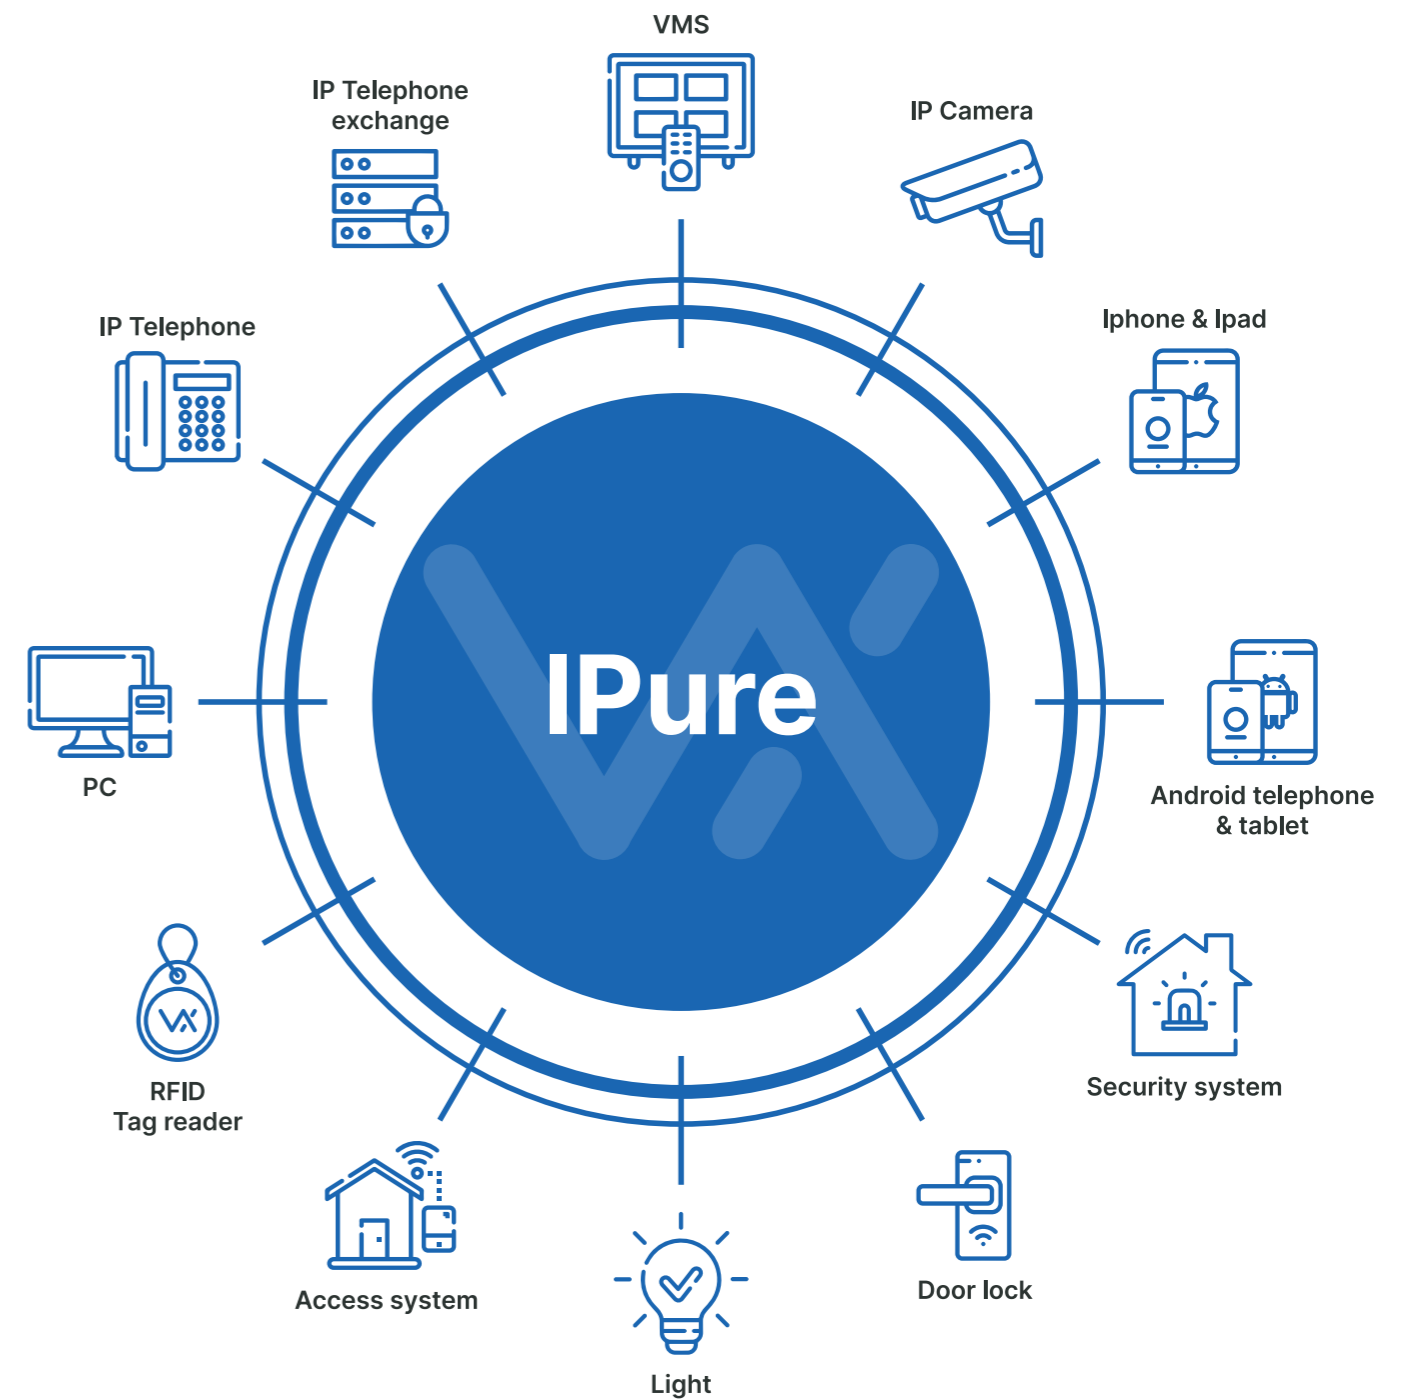 VMS
IP Telephone
exchange
IP Camera
Iphone & Ipad
IP Telephone
IPure
PC
Android telephone
& tablet
Security system
RFID
Tag reader
Access system
Door lock
Light